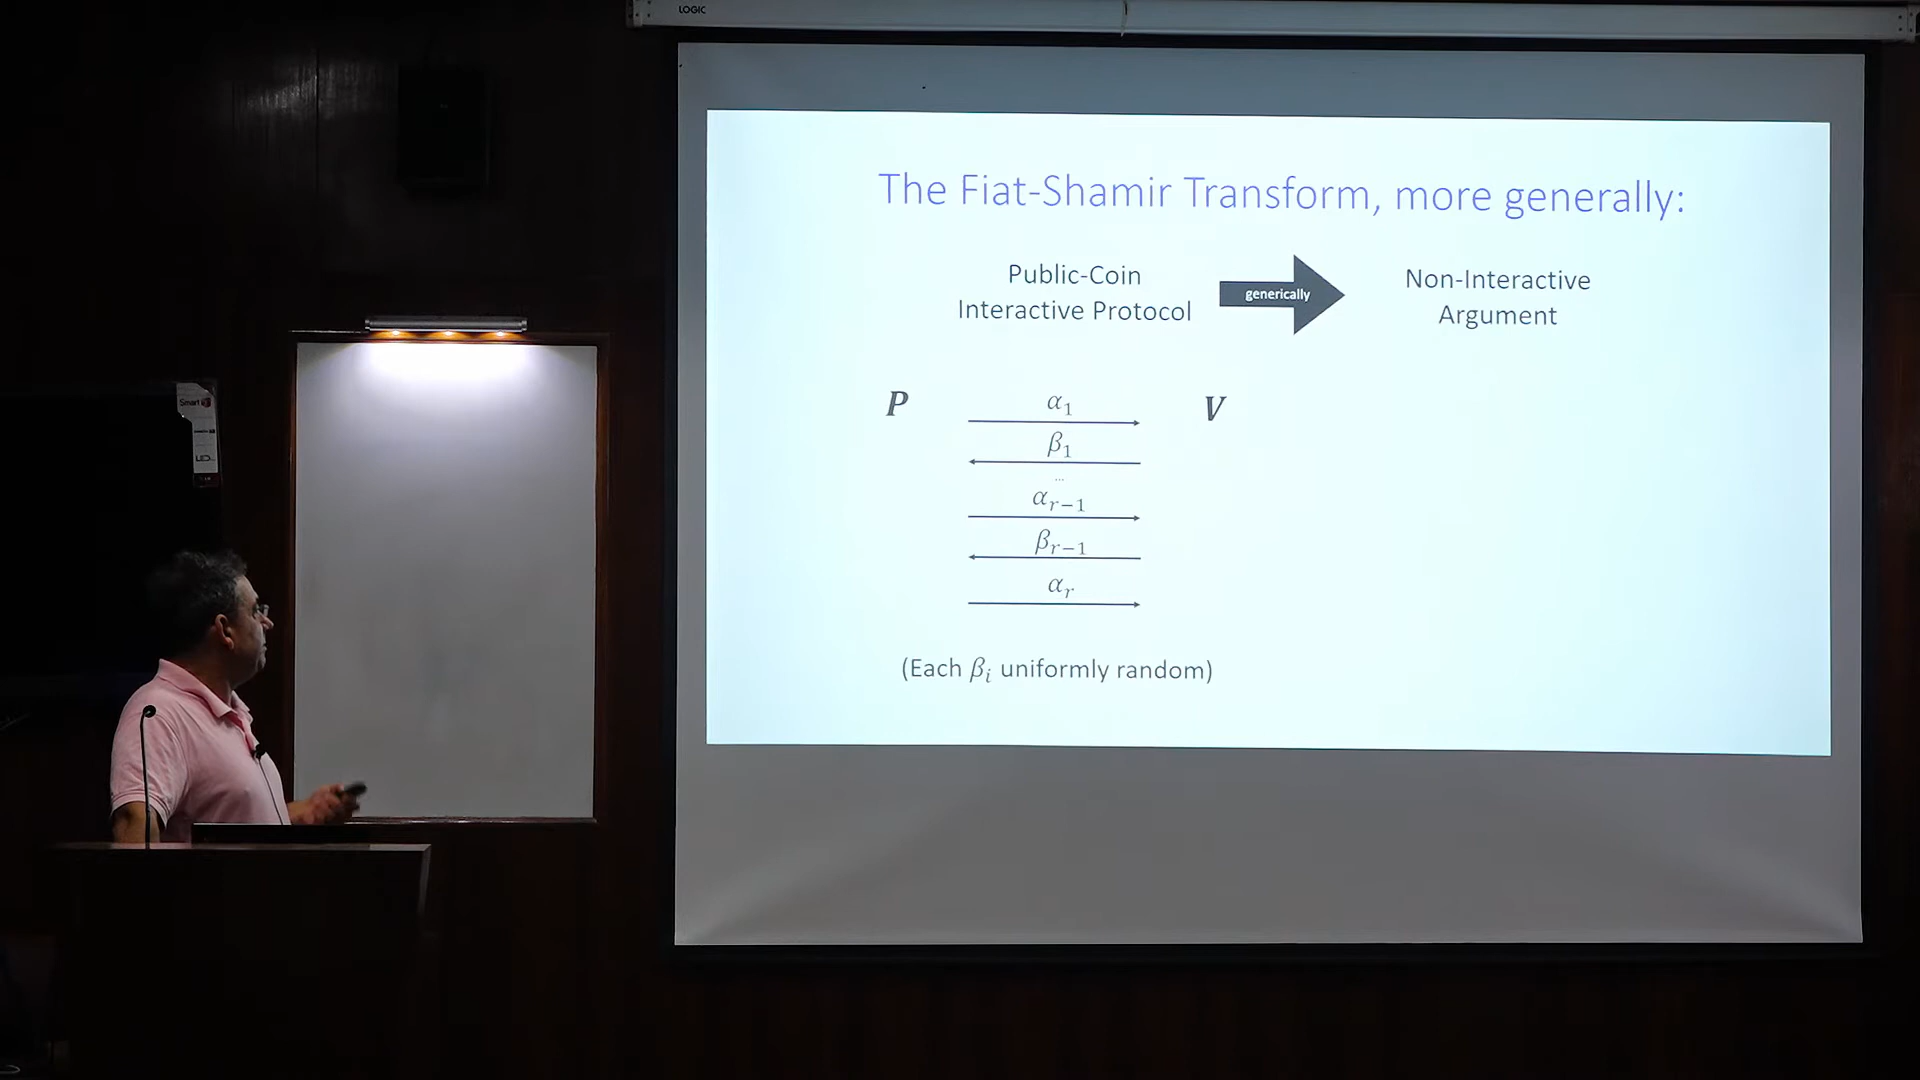 LOGIC
The Fiat-Shamir Transform, more generally:
Public-Coin
Interactive Protocol
generically
Non-Interactive
Argument
P
V
α₁
β₁
...
αᵣ₋₁
βᵣ₋₁
αᵣ
(Each βᵢ uniformly random)
Smart